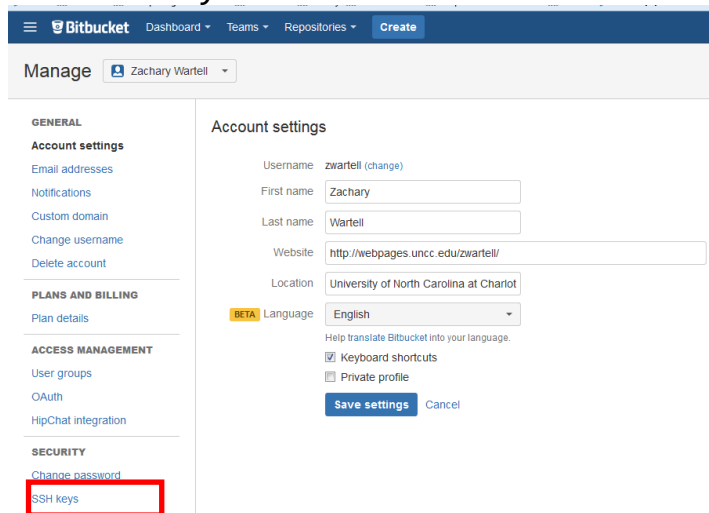 Bitbucket Dashboard Teams Repositories Create
Manage Zachary Wartell
GENERAL
Account settings
Email addresses
Notifications
Custom domain
Change username
Delete account
PLANS AND BILLING
Plan details
ACCESS MANAGEMENT
User groups
OAuth
HipChat integration
SECURITY
Change password
SSH keys
Account settings
Username zwartell (change)
First name Zachary
Last name Wartell
Website http://webpages.uncc.edu/zwartell/
Location University of North Carolina at Charlot
BETA Language English
Help translate Bitbucket into your language.
Keyboard shortcuts
Private profile
Save settings Cancel